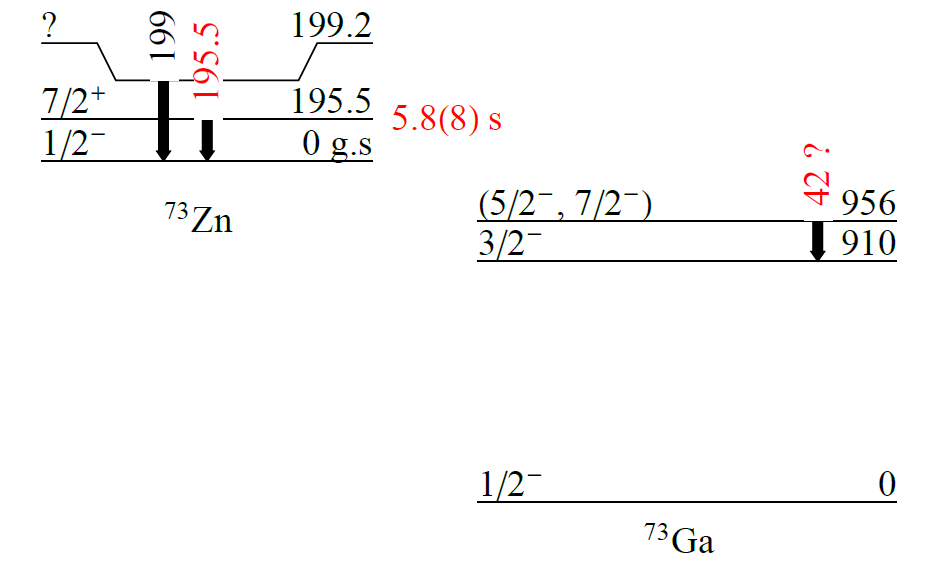 ? 199 195.5 199.2
7/2⁺ 195.5 5.8(8) s
1/2⁻ 0 g.s
⁷³Zn
42 ?
(5/2⁻, 7/2⁻) 956
3/2⁻ 910
1/2⁻ 0
⁷³Ga